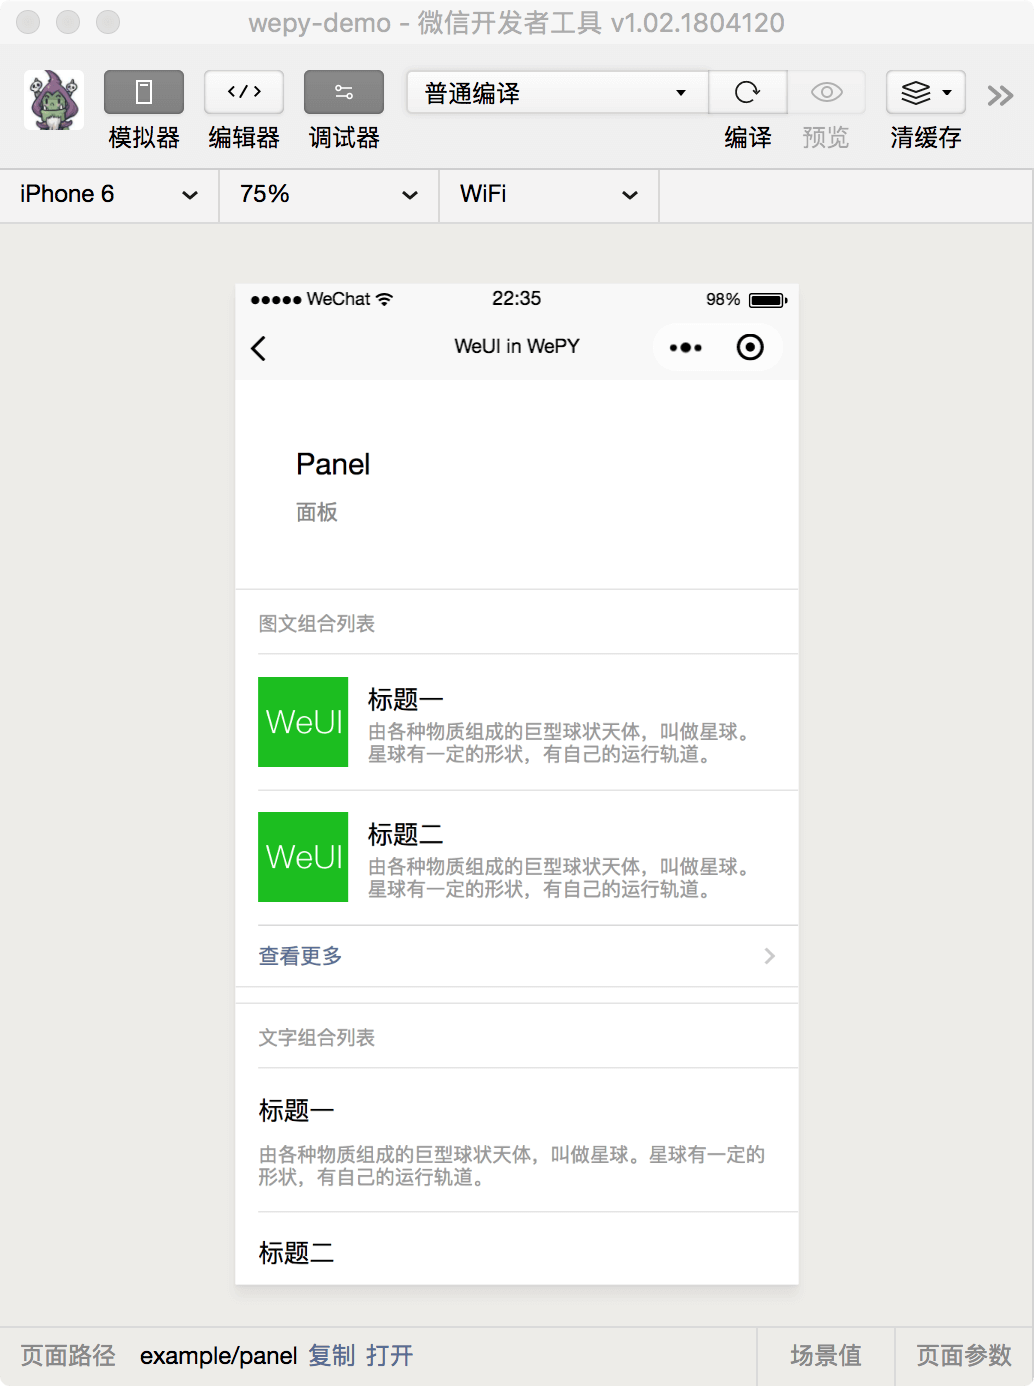 wepy-demo - 微信开发者工具 v1.02.1804120
普通编译
模拟器 编辑器 调试器 编译 预览 清缓存
iPhone 6 75% WiFi
WeChat 22:35 98%
WeUI in WePY
Panel
面板
图文组合列表
WeUI
标题一
由各种物质组成的巨型球状天体，叫做星球。
星球有一定的形状，有自己的运行轨道。
WeUI
标题二
由各种物质组成的巨型球状天体，叫做星球。
星球有一定的形状，有自己的运行轨道。
查看更多
文字组合列表
标题一
由各种物质组成的巨型球状天体，叫做星球。星球有一定的
形状，有自己的运行轨道。
标题二
页面路径 example/panel 复制 打开 场景值 页面参数